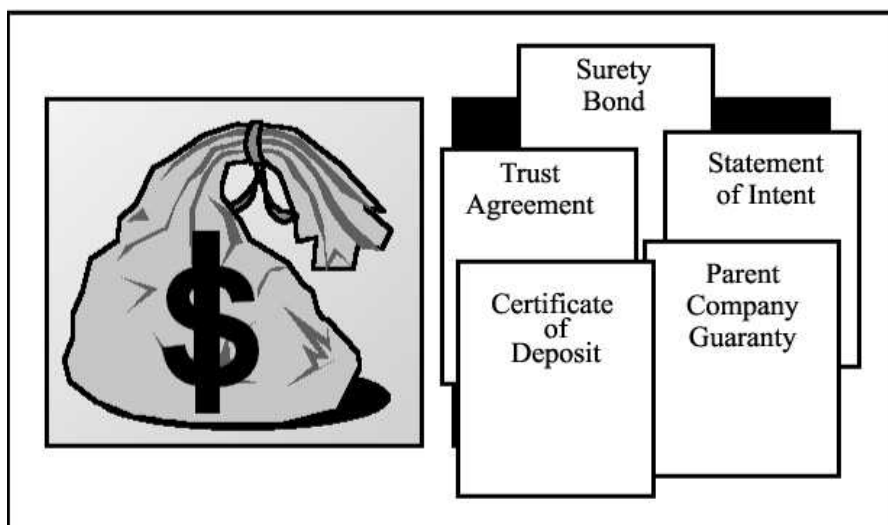 $
Surety
Bond
Trust
Agreement
Statement
of Intent
Certificate
of
Deposit
Parent
Company
Guaranty